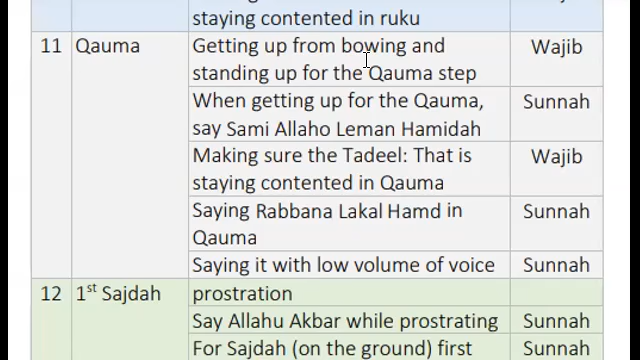 staying contented in ruku
11 Qauma Getting up from bowing and Wajib
standing up for the Qauma step
When getting up for the Qauma, Sunnah
say Sami Allaho Leman Hamidah
Making sure the Tadeel: That is Wajib
staying contented in Qauma
Saying Rabbana Lakal Hamd in Sunnah
Qauma
Saying it with low volume of voice Sunnah
12 1st Sajdah prostration
Say Allahu Akbar while prostrating Sunnah
For Sajdah (on the ground) first Sunnah